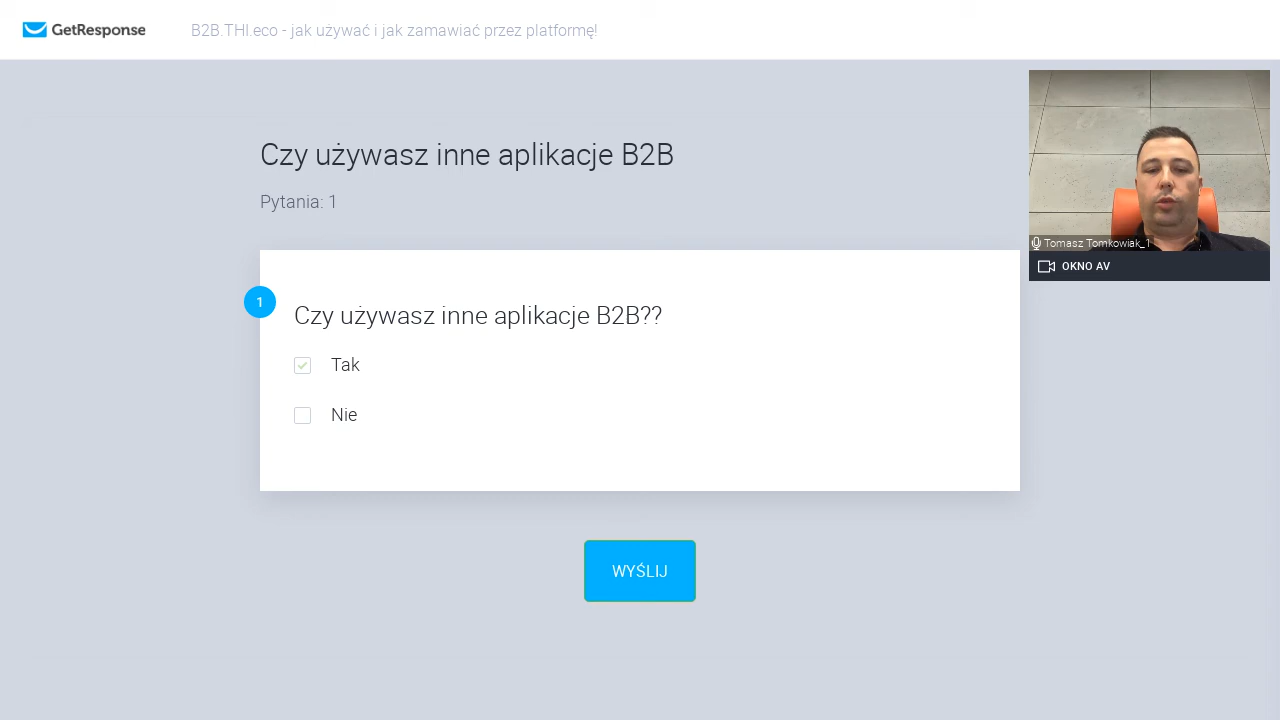 GetResponse
B2B.THI.eco - jak używać i jak zamawiać przez platformę!
Czy używasz inne aplikacje B2B
Pytania: 1
1
Czy używasz inne aplikacje B2B??
Tak
Nie
WYŚLIJ
Tomasz Tomkowiak_1
OKNO AV